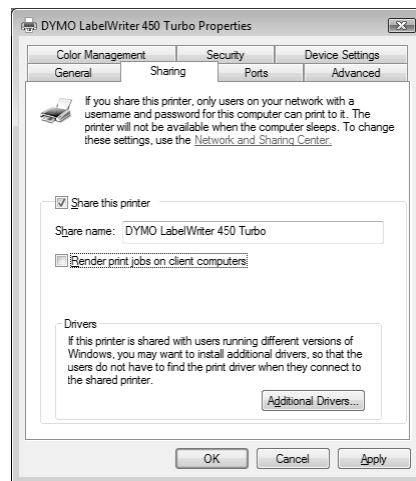 DYMO LabelWriter 450 Turbo Properties
Color Management Security Device Settings
General Sharing Ports Advanced
If you share this printer, only users on your network with a
username and password for this computer can print to it. The
printer will not be available when the computer sleeps. To change
these settings, use the Network and Sharing Center.
Share this printer
Share name: DYMO LabelWriter 450 Turbo
Render print jobs on client computers
Drivers
If this printer is shared with users running different versions of
Windows, you may want to install additional drivers, so that the
users do not have to find the print driver when they connect to
the shared printer.
Additional Drivers...
OK Cancel Apply